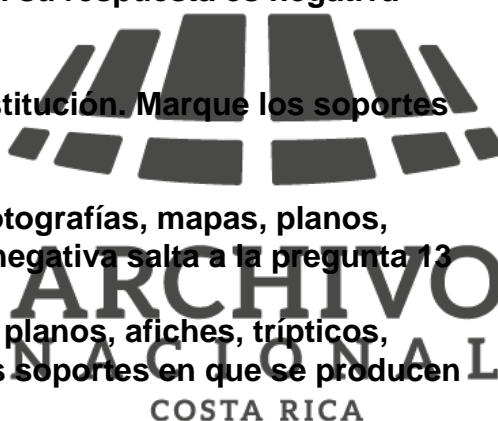 su respuesta es negativa
stitución. Marque los soportes
otografías, mapas, planos,
negativa salta a la pregunta 13
ARCHIVO
planos, afiches, trípticos,
NACIONAL
s soportes en que se producen
COSTA RICA